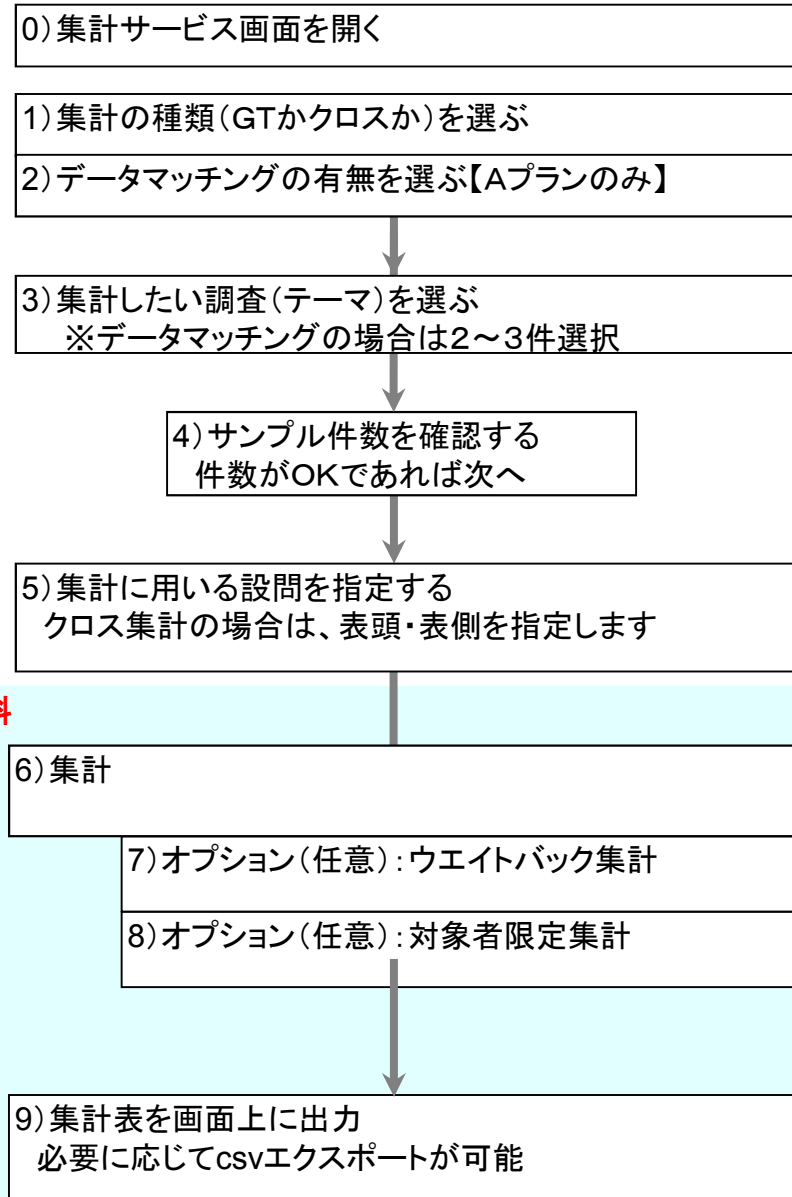 0）集計サービス画面を開く
1）集計の種類（GTかクロスか）を選ぶ
2）データマッチングの有無を選ぶ【Aプランのみ】
3）集計したい調査（テーマ）を選ぶ
※データマッチングの場合は２～３件選択
4）サンプル件数を確認する
件数がOKであれば次へ
5）集計に用いる設問を指定する
クロス集計の場合は、表頭・表側を指定します
6）集計
7）オプション（任意）：ウエイトバック集計
8）オプション（任意）：対象者限定集計
9）集計表を画面上に出力
必要に応じてcsvエクスポートが可能